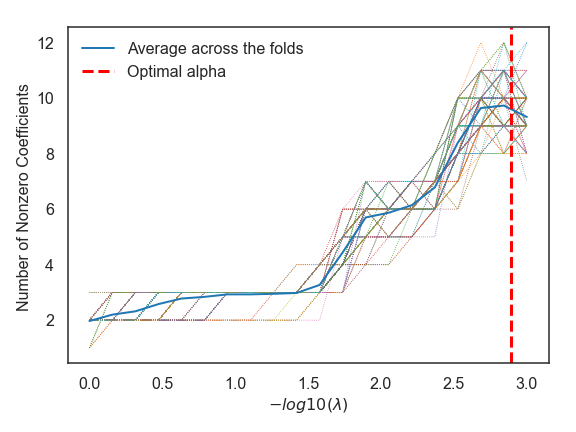 12
10
8
6
4
2
Number of Nonzero Coefficients
Average across the folds
Optimal alpha
0.0 0.5 1.0 1.5 2.0 2.5 3.0
−log10(λ)